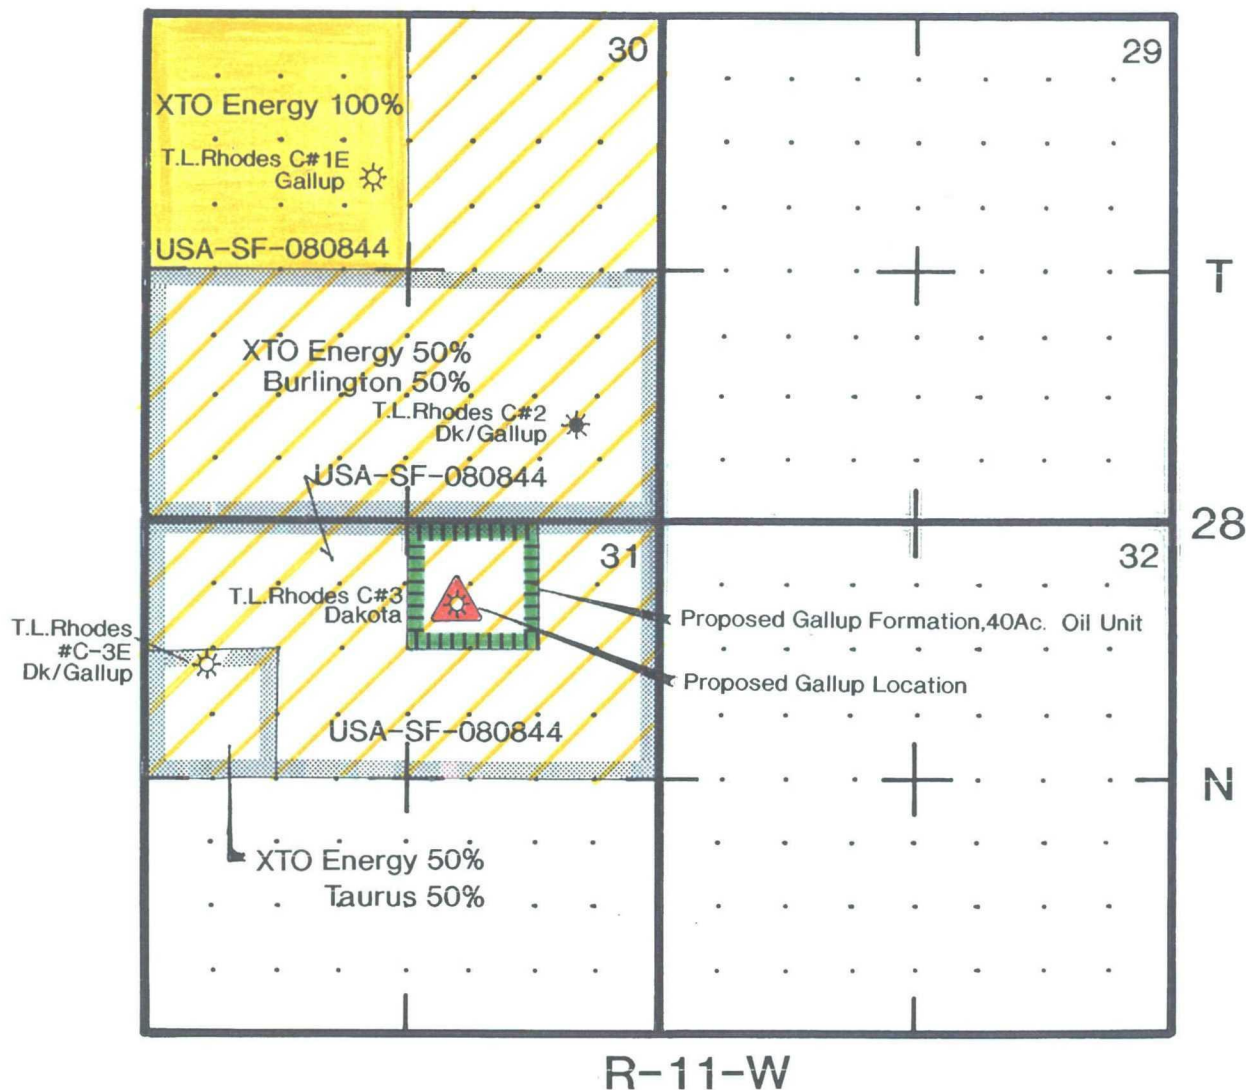 30
29
XTO Energy 100%
T.L.Rhodes C#1E
Gallup
USA-SF-080844
T
XTO Energy 50%
Burlington 50%
T.L.Rhodes C#2
Dk/Gallup
USA-SF-080844
28
31
32
T.L.Rhodes C#3
Dakota
Proposed Gallup Formation,40Ac. Oil Unit
T.L.Rhodes
#C-3E
Dk/Gallup
Proposed Gallup Location
USA-SF-080844
N
XTO Energy 50%
Taurus 50%
R-11-W